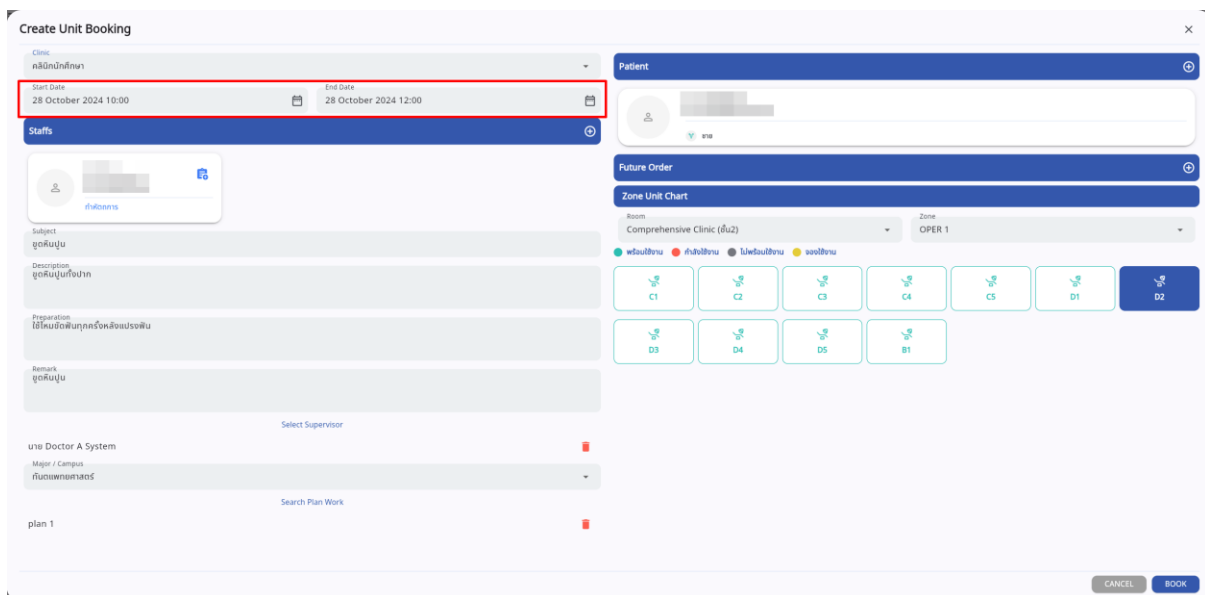 Create Unit Booking
Clinic
คลินิกนักศึกษา
Start Date
28 October 2024 10:00
End Date
28 October 2024 12:00
Staffs
ทำหัตถการ
Subject
ขูดหินปูน
Description
ขูดหินปูนทั้งปาก
Preparation
ใช้ไหมขัดฟันทุกครั้งหลังแปรงฟัน
Remark
ขูดหินปูน
Select Supervisor
นาย Doctor A System
Major / Campus
ทันตแพทยศาสตร์
Search Plan Work
plan 1
Patient
ชาย
Future Order
Zone Unit Chart
Room
Comprehensive Clinic (ชั้น2)
Zone
OPER 1
พร้อมใช้งาน กำลังใช้งาน ไม่พร้อมใช้งาน จองใช้งาน
C1 C2 C3 C4 C5 D1 D2
D3 D4 D5 B1
CANCEL BOOK